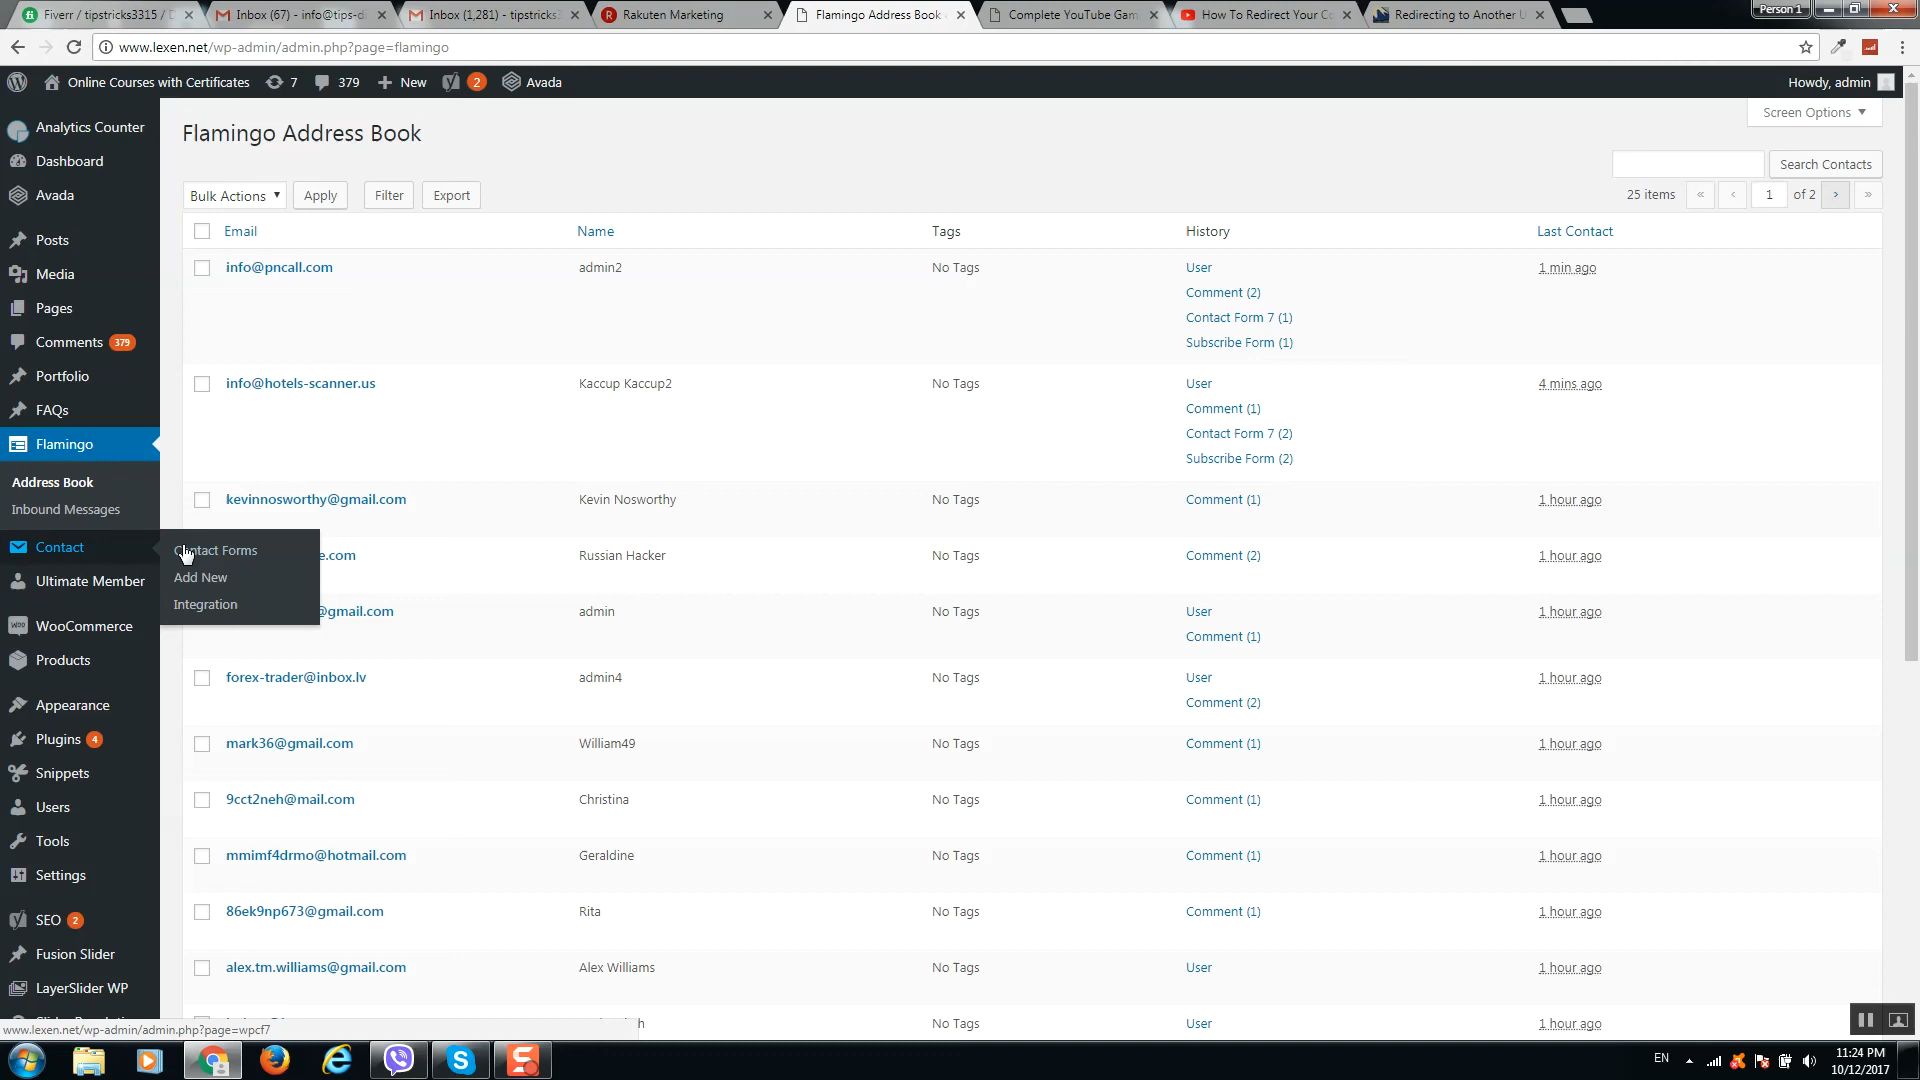 Fiverr / tipstricks3315 / D
Inbox (67) - info@tips-di
Inbox (1,281) - tipstricks
Rakuten Marketing
Flamingo Address Book
Complete YouTube Gam
How To Redirect Your Co
Redirecting to Another U
Person 1
www.lexen.net/wp-admin/admin.php?page=flamingo
Online Courses with Certificates
7
379
New
2
Avada
Howdy, admin
Analytics Counter
Dashboard
Avada
Posts
Media
Pages
Comments 379
Portfolio
FAQs
Flamingo
Address Book
Inbound Messages
Contact
Contact Forms
Add New
Integration
Ultimate Member
WooCommerce
Products
Appearance
Plugins 4
Snippets
Users
Tools
Settings
SEO 2
Fusion Slider
LayerSlider WP
www.lexen.net/wp-admin/admin.php?page=wpcf7
Flamingo Address Book
Screen Options
Search Contacts
Bulk Actions
Apply
Filter
Export
25 items « ‹ 1 of 2 › »
Email Name Tags History Last Contact
info@pncall.com admin2 No Tags User 1 min ago
Comment (2)
Contact Form 7 (1)
Subscribe Form (1)
info@hotels-scanner.us Kaccup Kaccup2 No Tags User 4 mins ago
Comment (1)
Contact Form 7 (2)
Subscribe Form (2)
kevinnosworthy@gmail.com Kevin Nosworthy No Tags Comment (1) 1 hour ago
e.com Russian Hacker No Tags Comment (2) 1 hour ago
@gmail.com admin No Tags User 1 hour ago
Comment (1)
forex-trader@inbox.lv admin4 No Tags User 1 hour ago
Comment (2)
mark36@gmail.com William49 No Tags Comment (1) 1 hour ago
9cct2neh@mail.com Christina No Tags Comment (1) 1 hour ago
mmimf4drmo@hotmail.com Geraldine No Tags Comment (1) 1 hour ago
86ek9np673@gmail.com Rita No Tags Comment (1) 1 hour ago
alex.tm.williams@gmail.com Alex Williams No Tags User 1 hour ago
h No Tags User 1 hour ago
EN
11:24 PM
10/12/2017